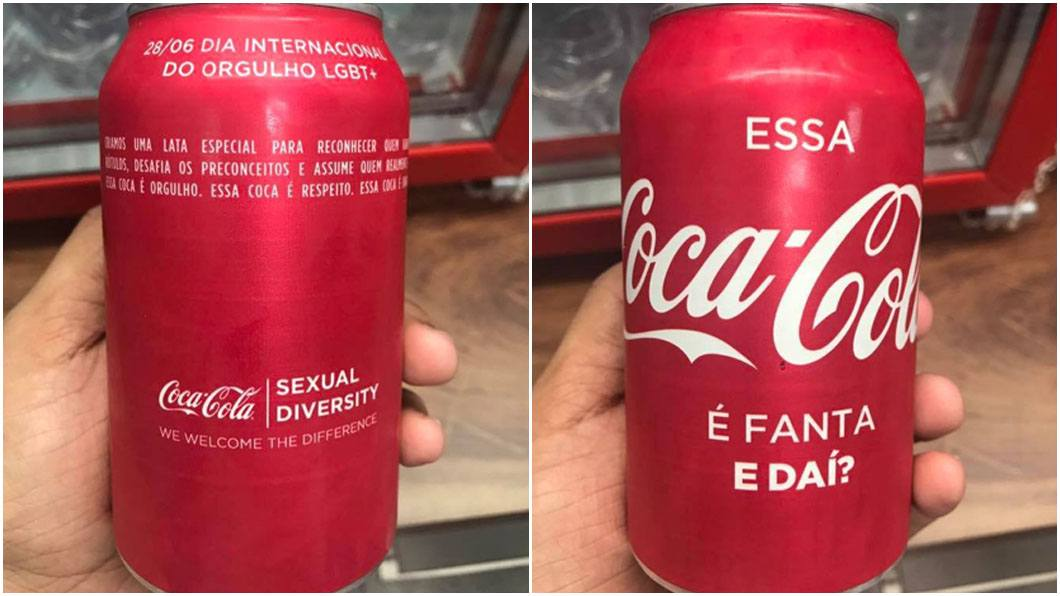 28/06 DIA INTERNACIONAL
DO ORGULHO LGBT+
UMA LATA ESPECIAL PARA RECONHECER QUEM
DESAFIA OS PRECONCEITOS E ASSUME QUEM
ESSA COCA É ORGULHO. ESSA COCA É RESPEITO. ESSA COCA É
Coca-Cola
SEXUAL
DIVERSITY
WE WELCOME THE DIFFERENCE
ESSA
Coca-Cola
É FANTA
E DAÍ?